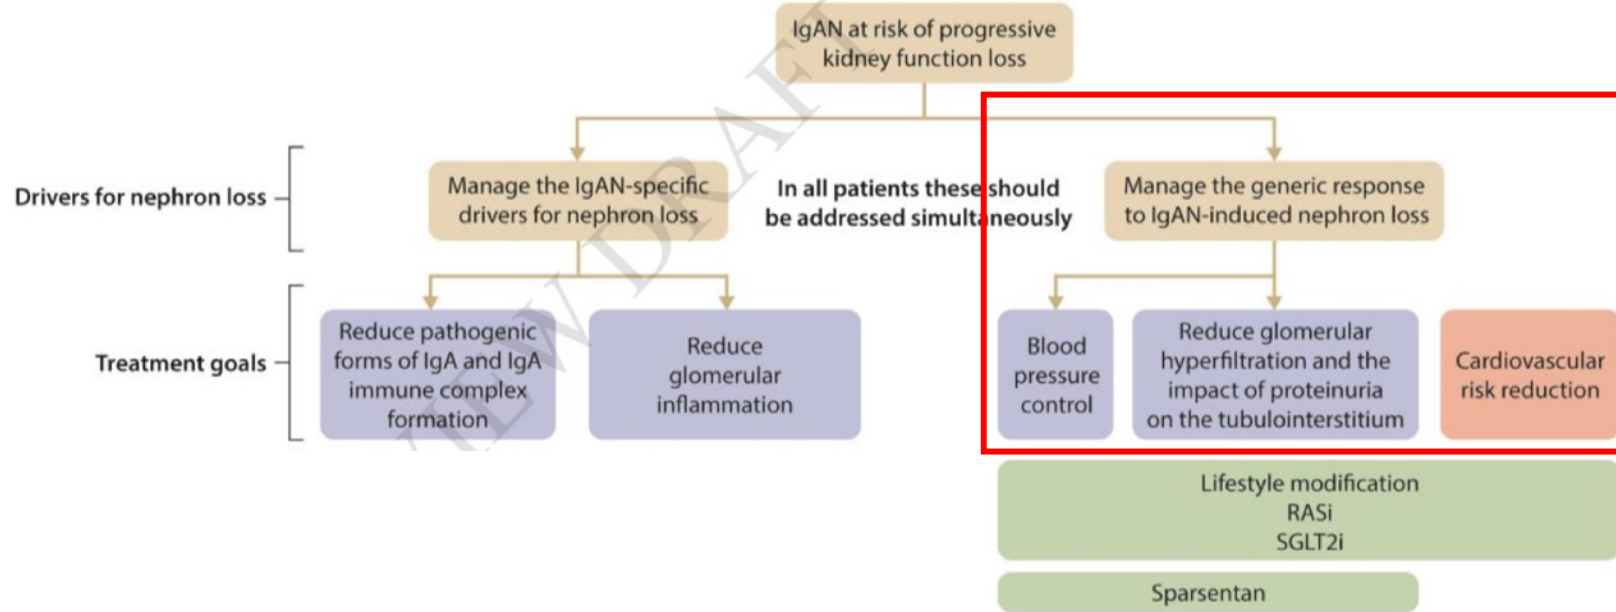 IgAN at risk of progressive
kidney function loss
Drivers for nephron loss
Manage the IgAN-specific
drivers for nephron loss
In all patients these should
be addressed simultaneously
Manage the generic response
to IgAN-induced nephron loss
Treatment goals
Reduce pathogenic
forms of IgA and IgA
immune complex
formation
Reduce
glomerular
inflammation
Blood
pressure
control
Reduce glomerular
hyperfiltration and the
impact of proteinuria
on the tubulointerstitium
Cardiovascular
risk reduction
Lifestyle modification
RASi
SGLT2i
Sparsentan
VIEW DRAFT